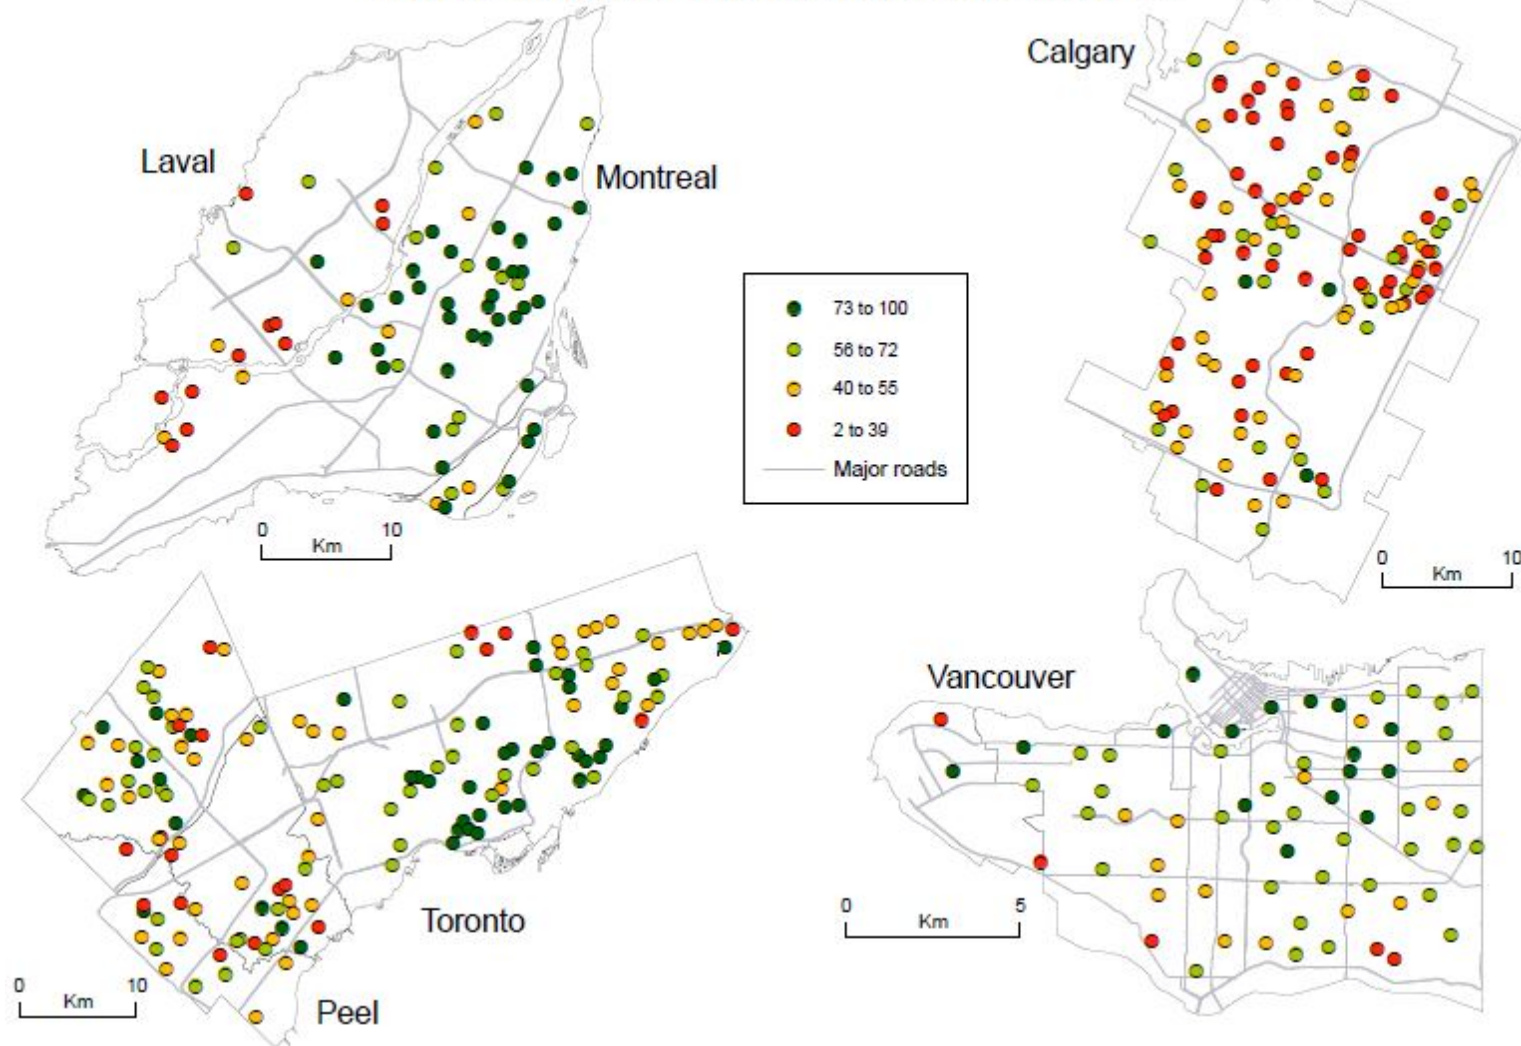 Calgary
Laval
Montreal
73 to 100
56 to 72
40 to 55
2 to 39
Major roads
0 10
Km
0 10
Km
Vancouver
0 5
Km
Toronto
0 10
Km
Peel